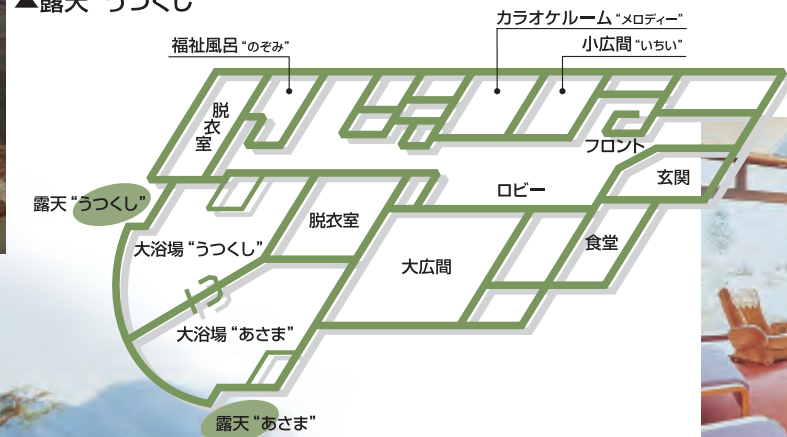 ▲露天“うつくし”
カラオケルーム“メロディー”
福祉風呂“のぞみ”
小広間“いちい”
脱衣室
フロント
玄関
露天“うつくし”
ロビー
脱衣室
大浴場“うつくし”
食堂
大広間
大浴場“あさま”
露天“あさま”